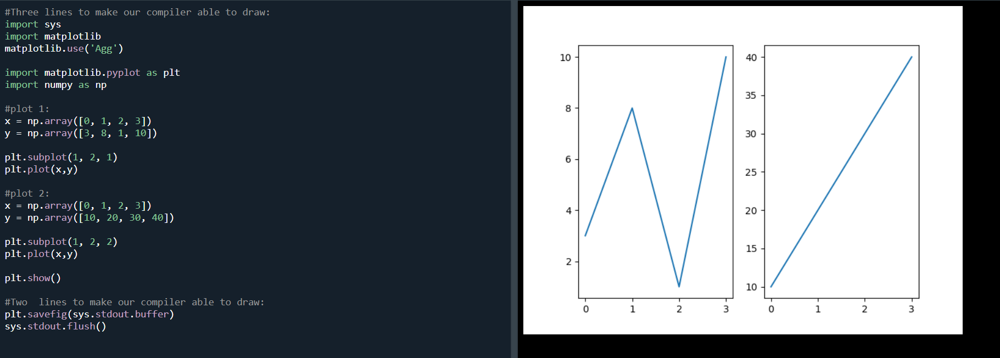 #Three lines to make our compiler able to draw:
import sys
import matplotlib
matplotlib.use('Agg')
import matplotlib.pyplot as plt
import numpy as np
#plot 1:
x = np.array([0, 1, 2, 3])
y = np.array([3, 8, 1, 10])
plt.subplot(1, 2, 1)
plt.plot(x,y)
#plot 2:
x = np.array([0, 1, 2, 3])
y = np.array([10, 20, 30, 40])
plt.subplot(1, 2, 2)
plt.plot(x,y)
plt.show()
#Two  lines to make our compiler able to draw:
plt.savefig(sys.stdout.buffer)
sys.stdout.flush()
10
8
6
4
2
0 1 2 3
40
35
30
25
20
15
10
0 1 2 3